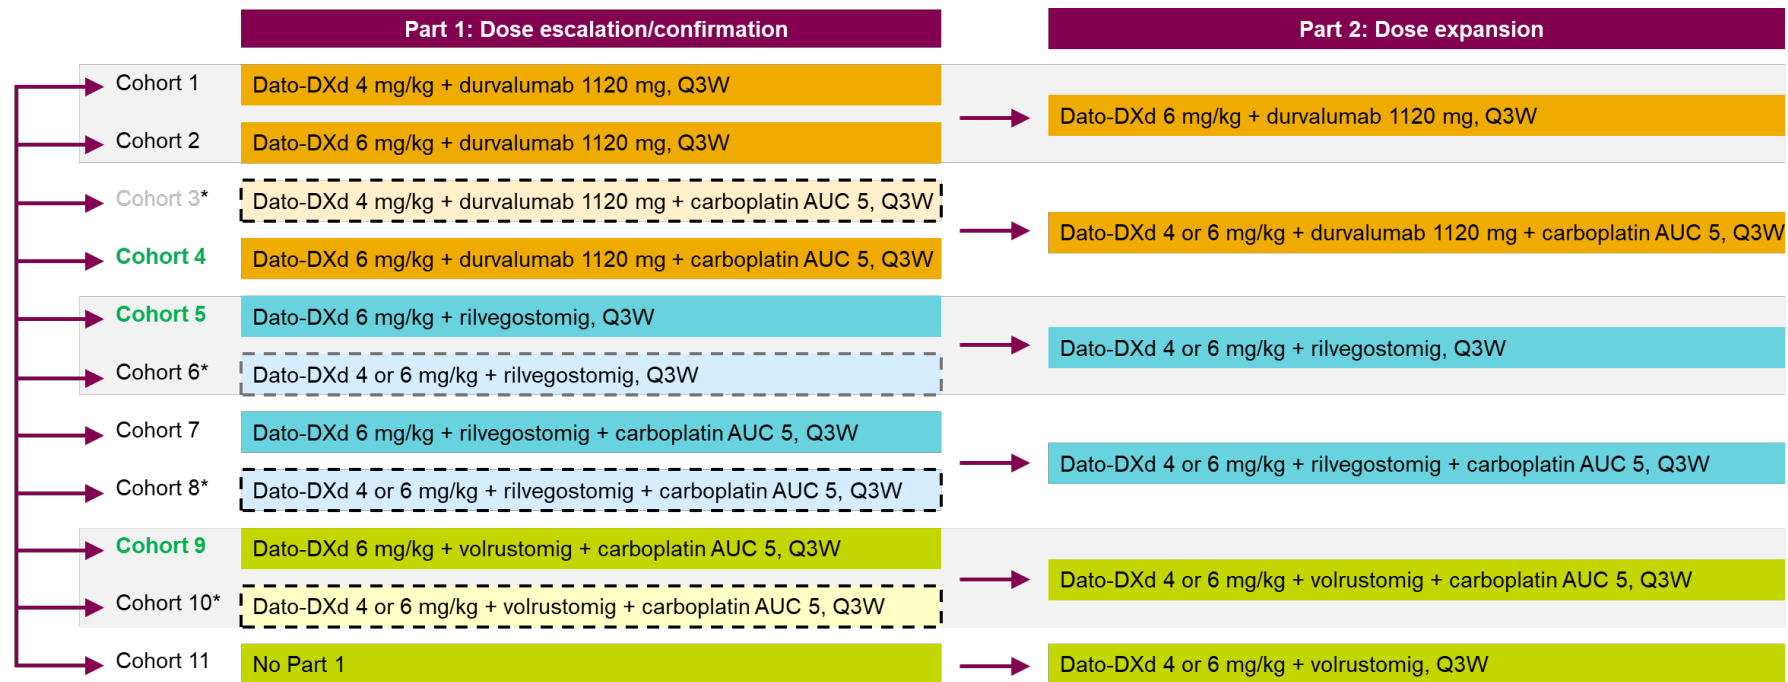 Part 1: Dose escalation/confirmation
Part 2: Dose expansion
Cohort 1
Dato-DXd 4 mg/kg + durvalumab 1120 mg, Q3W
Dato-DXd 6 mg/kg + durvalumab 1120 mg, Q3W
Cohort 2
Dato-DXd 6 mg/kg + durvalumab 1120 mg, Q3W
Cohort 3*
Dato-DXd 4 mg/kg + durvalumab 1120 mg + carboplatin AUC 5, Q3W
Dato-DXd 4 or 6 mg/kg + durvalumab 1120 mg + carboplatin AUC 5, Q3W
Cohort 4
Dato-DXd 6 mg/kg + durvalumab 1120 mg + carboplatin AUC 5, Q3W
Cohort 5
Dato-DXd 6 mg/kg + rilvegostomig, Q3W
Dato-DXd 4 or 6 mg/kg + rilvegostomig, Q3W
Cohort 6*
Dato-DXd 4 or 6 mg/kg + rilvegostomig, Q3W
Cohort 7
Dato-DXd 6 mg/kg + rilvegostomig + carboplatin AUC 5, Q3W
Dato-DXd 4 or 6 mg/kg + rilvegostomig + carboplatin AUC 5, Q3W
Cohort 8*
Dato-DXd 4 or 6 mg/kg + rilvegostomig + carboplatin AUC 5, Q3W
Cohort 9
Dato-DXd 6 mg/kg + volrustomig + carboplatin AUC 5, Q3W
Dato-DXd 4 or 6 mg/kg + volrustomig + carboplatin AUC 5, Q3W
Cohort 10*
Dato-DXd 4 or 6 mg/kg + volrustomig + carboplatin AUC 5, Q3W
Cohort 11
No Part 1
Dato-DXd 4 or 6 mg/kg + volrustomig, Q3W